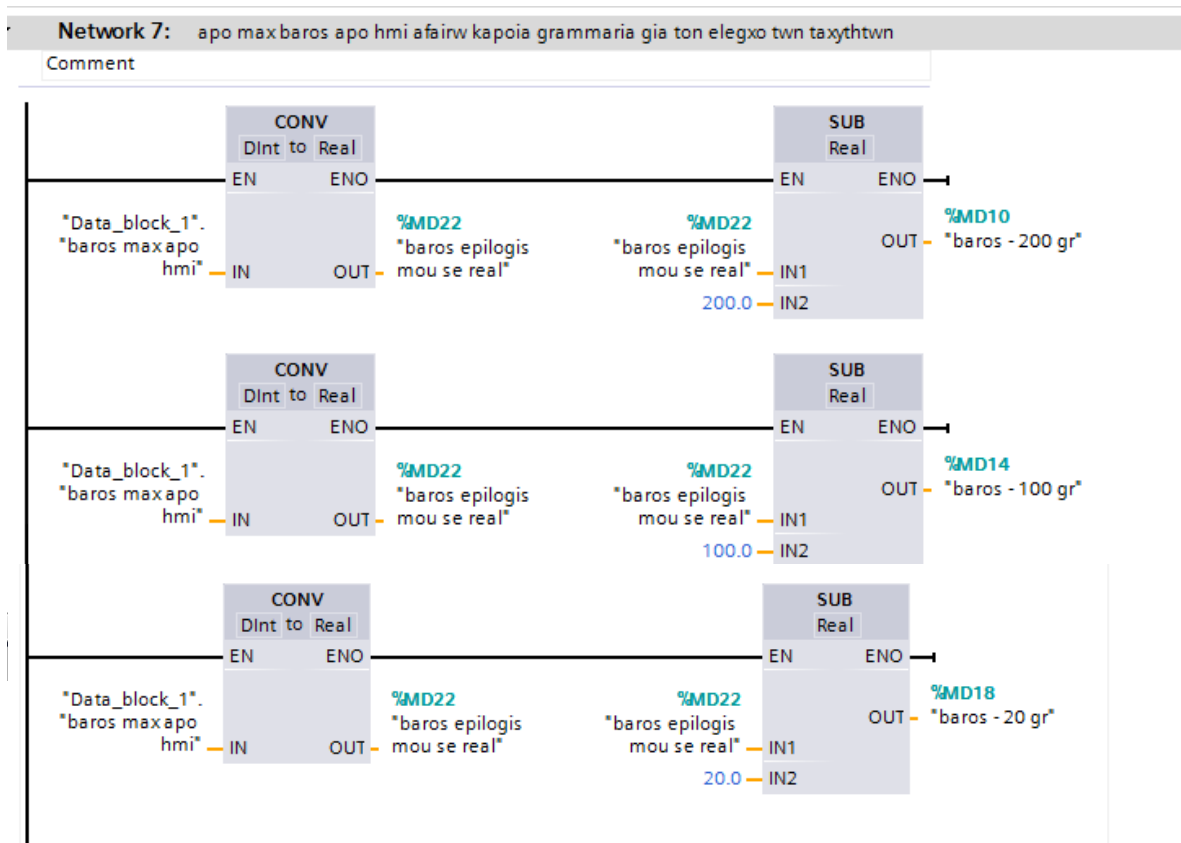 Network 7: apo max baros apo hmi afairw kapoia grammaria gia ton elegxo twn taxythtwn
Comment
CONV
DInt to Real
EN ENO
"Data_block_1".
"baros max apo
hmi"
IN OUT
%MD22
"baros epilogis
mou se real"
SUB
Real
EN ENO
%MD22
"baros epilogis
mou se real"
IN1
200.0
IN2
OUT
%MD10
"baros - 200 gr"
CONV
DInt to Real
EN ENO
"Data_block_1".
"baros max apo
hmi"
IN OUT
%MD22
"baros epilogis
mou se real"
SUB
Real
EN ENO
%MD22
"baros epilogis
mou se real"
IN1
100.0
IN2
OUT
%MD14
"baros - 100 gr"
CONV
DInt to Real
EN ENO
"Data_block_1".
"baros max apo
hmi"
IN OUT
%MD22
"baros epilogis
mou se real"
SUB
Real
EN ENO
%MD22
"baros epilogis
mou se real"
IN1
20.0
IN2
OUT
%MD18
"baros - 20 gr"